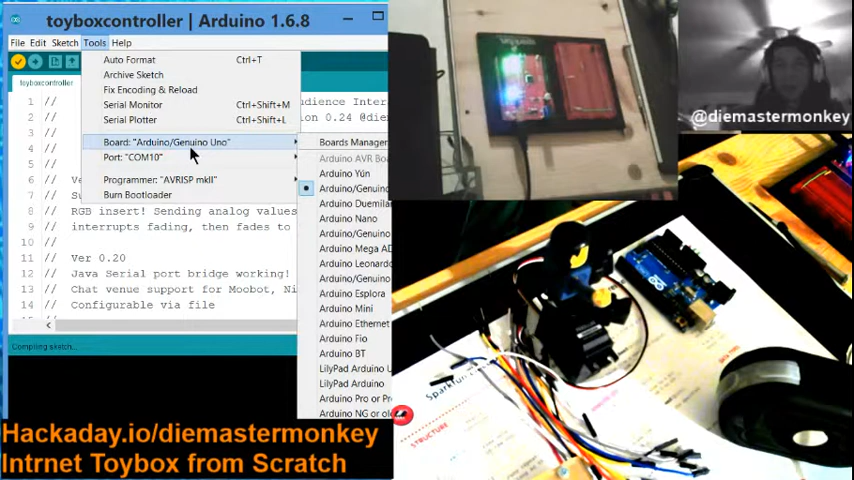 toyboxcontroller | Arduino 1.6.8
File Edit Sketch Tools Help
toyboxcontroller
Auto Format Ctrl+T
Archive Sketch
Fix Encoding & Reload
Serial Monitor Ctrl+Shift+M
Serial Plotter Ctrl+Shift+L
Board: "Arduino/Genuino Uno"
Port: "COM10"
Programmer: "AVRISP mkII"
Burn Bootloader
Boards Manager
Arduino AVR Bo
Arduino Yún
Arduino/Genuino
Arduino Duemila
Arduino Nano
Arduino/Genuino
Arduino Mega AD
Arduino Leonardo
Arduino/Genuino
Arduino Esplora
Arduino Mini
Arduino Ethernet
Arduino Fio
Arduino BT
LilyPad Arduino U
LilyPad Arduino
Arduino Pro or Pr
Arduino NG or ol
1 // udience Inter
2 // on 0.24 @diem
3 //
4 //
5 //
6 // Ve
7 // Su
8 // RGB insert! Sending analog values
9 // interrupts fading, then fades to
10 //
11 // Ver 0.20
12 // Java Serial port bridge working!
13 // Chat venue support for Moobot, Ni
14 // Configurable via file
Compiling sketch...
Hackaday.io/diemastermonkey
Intrnet Toybox from Scratch
@diemastermonkey
Sparkfun
STRUCTURE